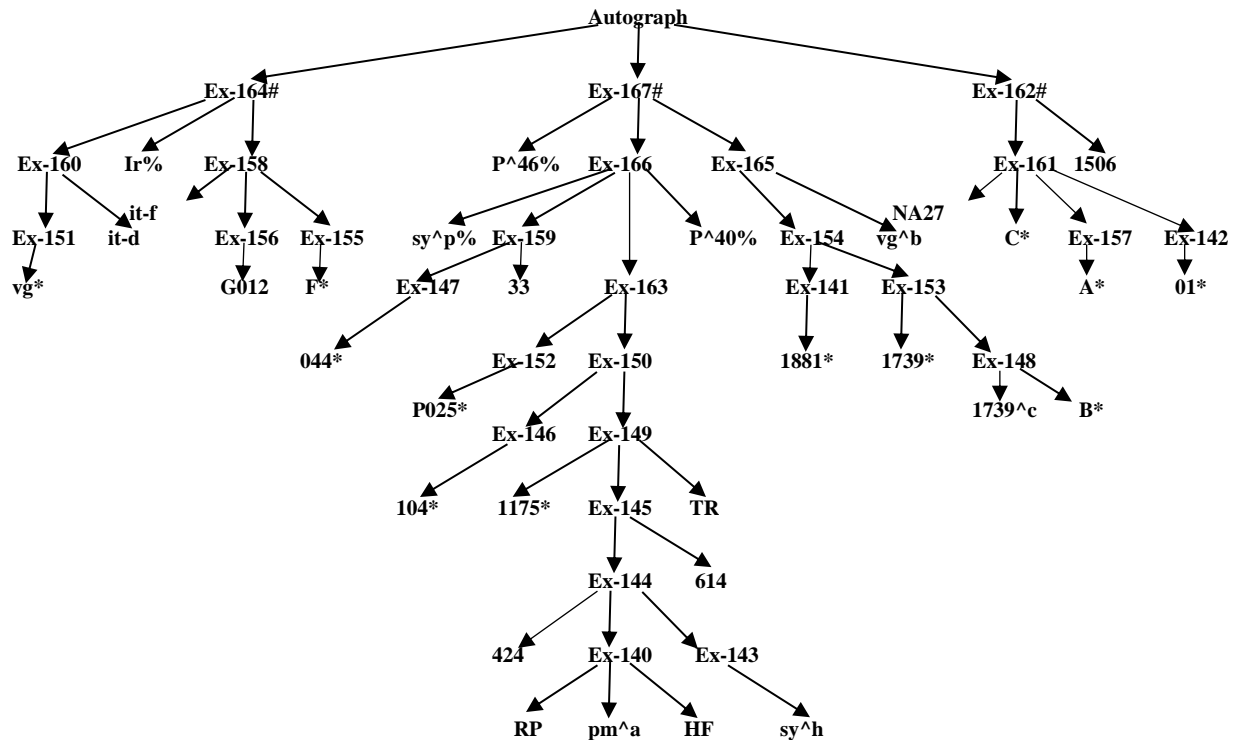 Autograph
Ex-164# Ex-167# Ex-162#
Ex-160 Ir% Ex-158 P^46% Ex-166 Ex-165 Ex-161 1506
it-f NA27
Ex-151 it-d Ex-156 Ex-155 sy^p% Ex-159 P^40% Ex-154 vg^b C* Ex-157 Ex-142
vg* G012 F* Ex-147 33 Ex-163 Ex-141 Ex-153 A* 01*
044* Ex-152 Ex-150 1881* 1739* Ex-148
P025* 1739^c B*
Ex-146 Ex-149
104* 1175* Ex-145 TR
Ex-144 614
424 Ex-140 Ex-143
RP pm^a HF sy^h